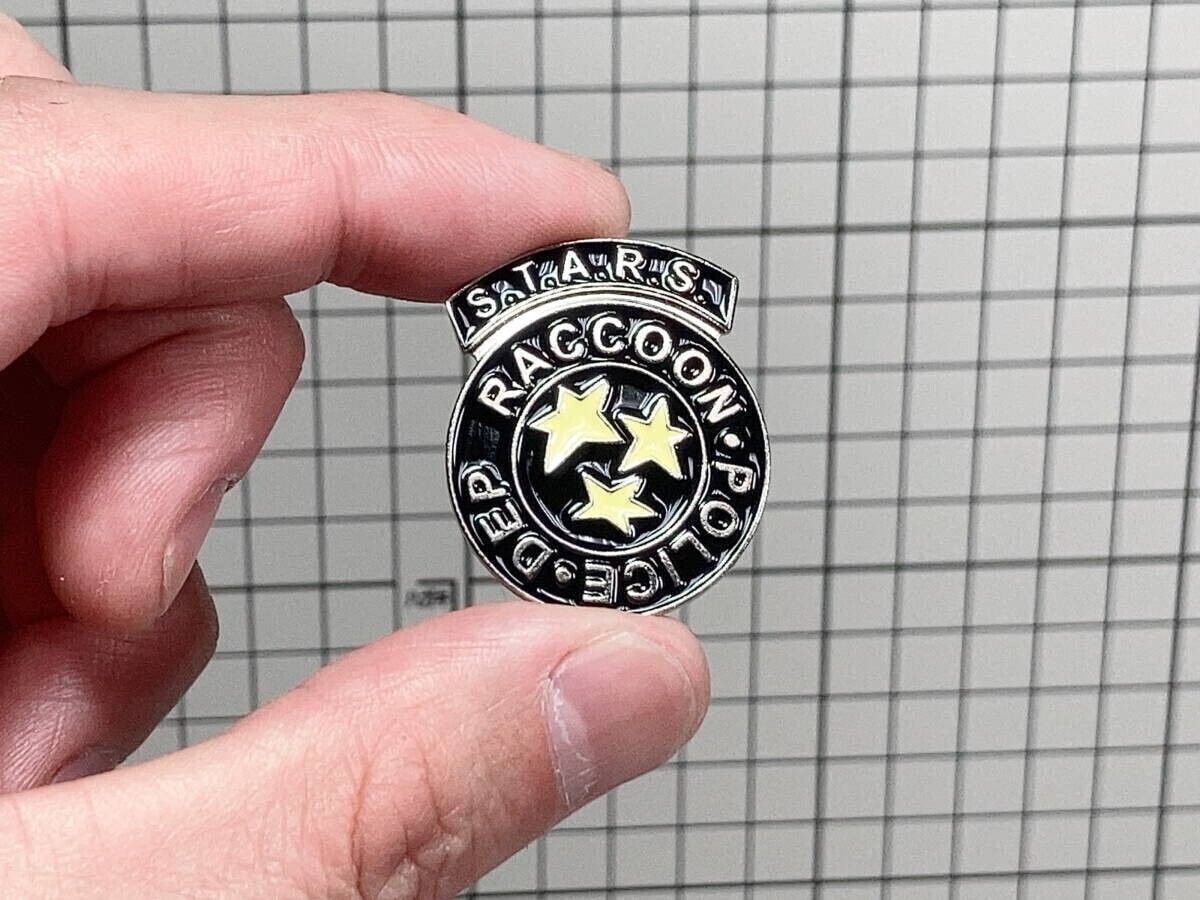 S.T.A.R.S.
RACCOON • POLICE • DEP